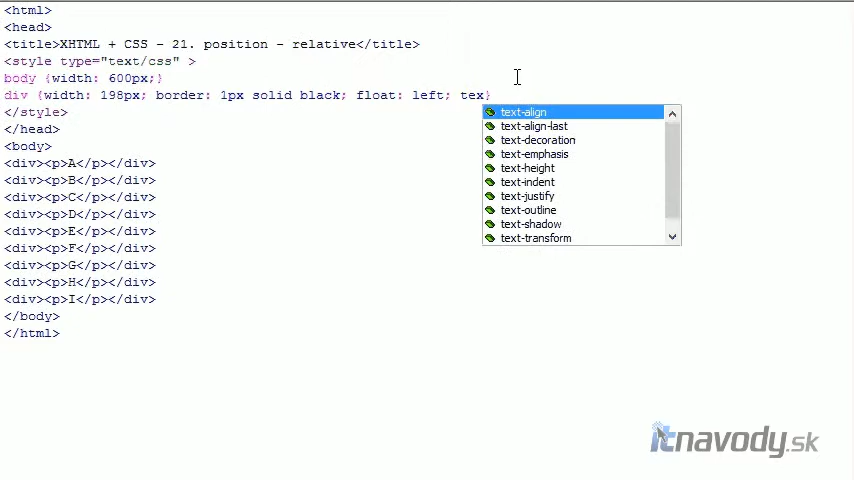 <html>
<head>
<title>XHTML + CSS - 21. position - relative</title>
<style type="text/css" >
body {width: 600px;}
div {width: 198px; border: 1px solid black; float: left; tex}
</style>
</head>
<body>
<div><p>A</p></div>
<div><p>B</p></div>
<div><p>C</p></div>
<div><p>D</p></div>
<div><p>E</p></div>
<div><p>F</p></div>
<div><p>G</p></div>
<div><p>H</p></div>
<div><p>I</p></div>
</body>
</html>
text-align
text-align-last
text-decoration
text-emphasis
text-height
text-indent
text-justify
text-outline
text-shadow
text-transform
itnavody.sk